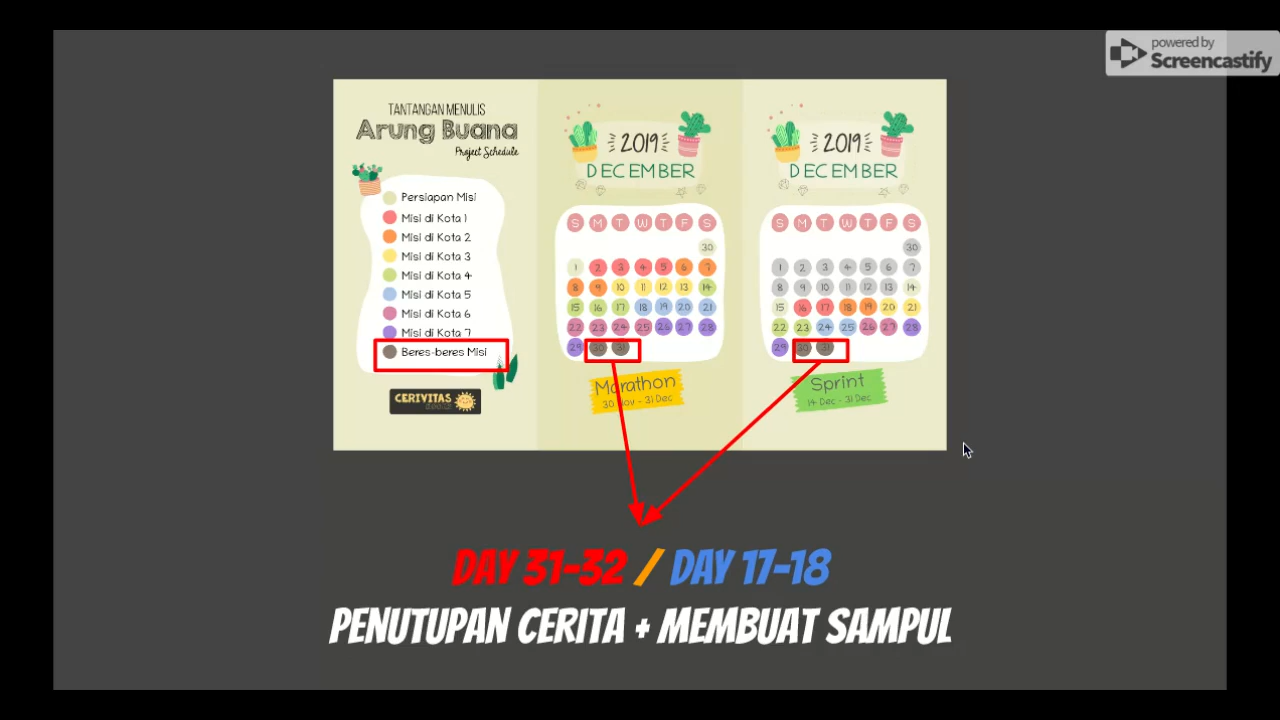 powered by
Screencastify
TANTANGAN MENULIS
Arung Buana
Project Schedule
Persiapan Misi
Misi di Kota 1
Misi di Kota 2
Misi di Kota 3
Misi di Kota 4
Misi di Kota 5
Misi di Kota 6
Misi di Kota 7
Beres-beres Misi
CERIVITAS
2019
DECEMBER
S M T W T F S
30
1 2 3 4 5 6 7
8 9 10 11 12 13 14
15 16 17 18 19 20 21
22 23 24 25 26 27 28
29 30 31
Marathon
30 Nov - 31 Dec
2019
DECEMBER
S M T W T F S
30
1 2 3 4 5 6 7
8 9 10 11 12 13 14
15 16 17 18 19 20 21
22 23 24 25 26 27 28
29 30 31
Sprint
14 Dec - 31 Dec
DAY 31-32 / DAY 17-18
PENUTUPAN CERITA + MEMBUAT SAMPUL